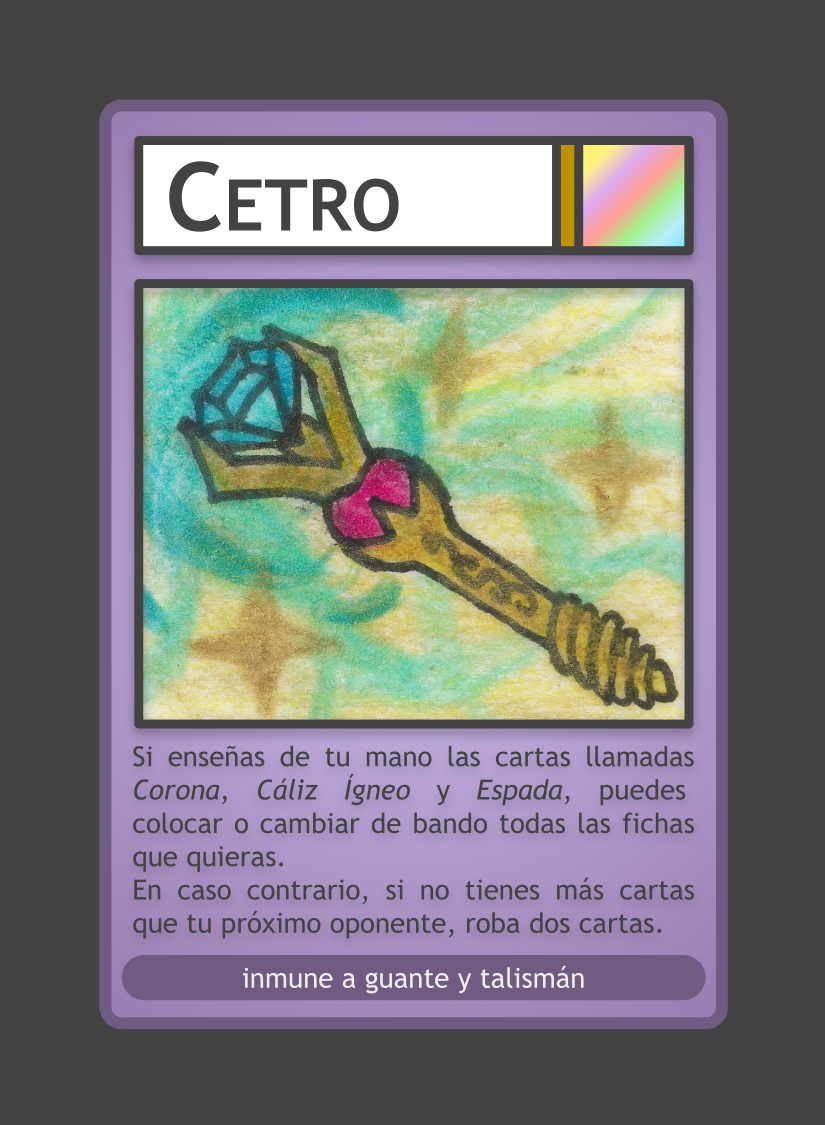 CETRO
Si enseñas de tu mano las cartas llamadas
Corona, Cáliz Ígneo y Espada, puedes
colocar o cambiar de bando todas las fichas
que quieras.
En caso contrario, si no tienes más cartas
que tu próximo oponente, roba dos cartas.
inmune a guante y talismán